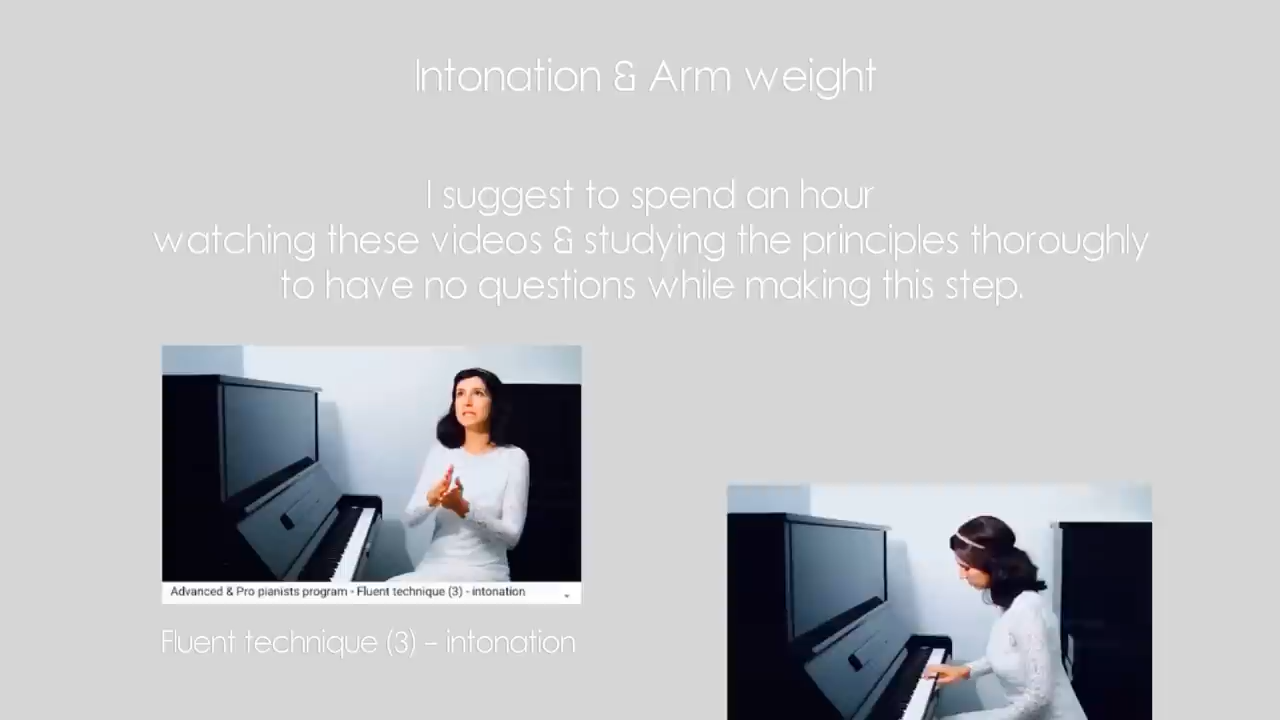 Intonation & Arm weight
I suggest to spend an hour
watching these videos & studying the principles thoroughly
to have no questions while making this step.
Advanced & Pro pianists program - Fluent technique (3) - intonation
Fluent technique (3) – intonation